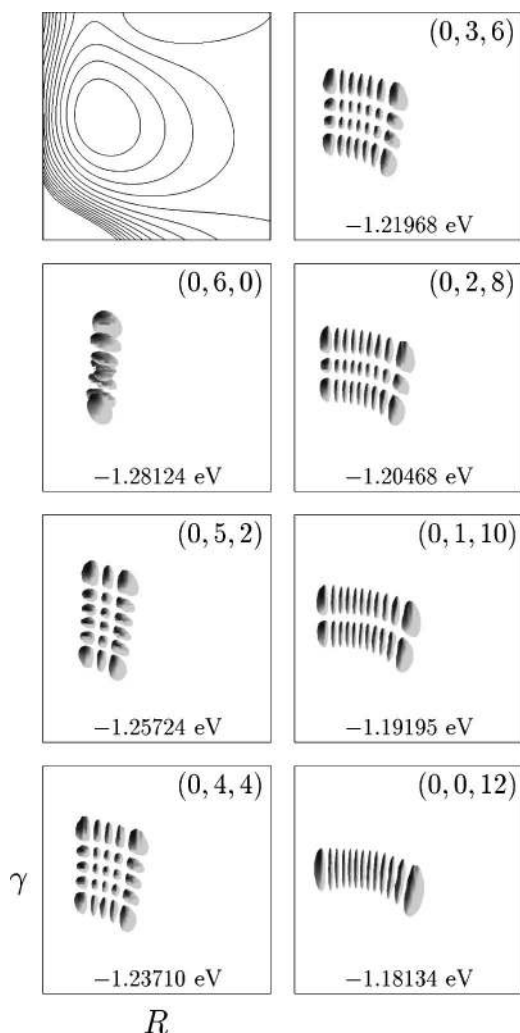 (0, 3, 6)
−1.21968 eV
(0, 6, 0)
−1.28124 eV
(0, 2, 8)
−1.20468 eV
(0, 5, 2)
−1.25724 eV
(0, 1, 10)
−1.19195 eV
(0, 4, 4)
−1.23710 eV
(0, 0, 12)
−1.18134 eV
γ
R